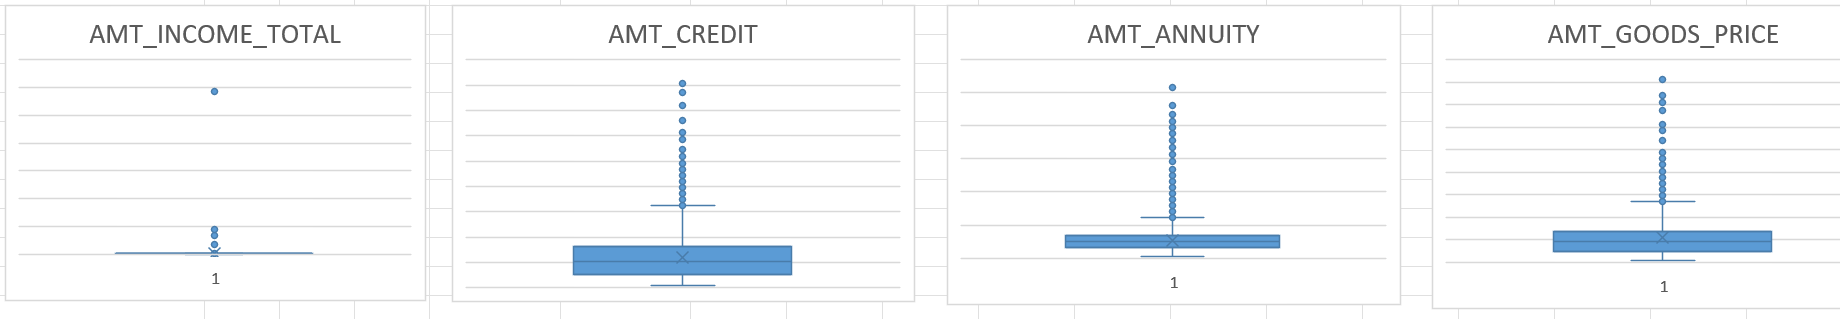 AMT_INCOME_TOTAL
1
AMT_CREDIT
AMT_ANNUITY
1
AMT_GOODS_PRICE
1